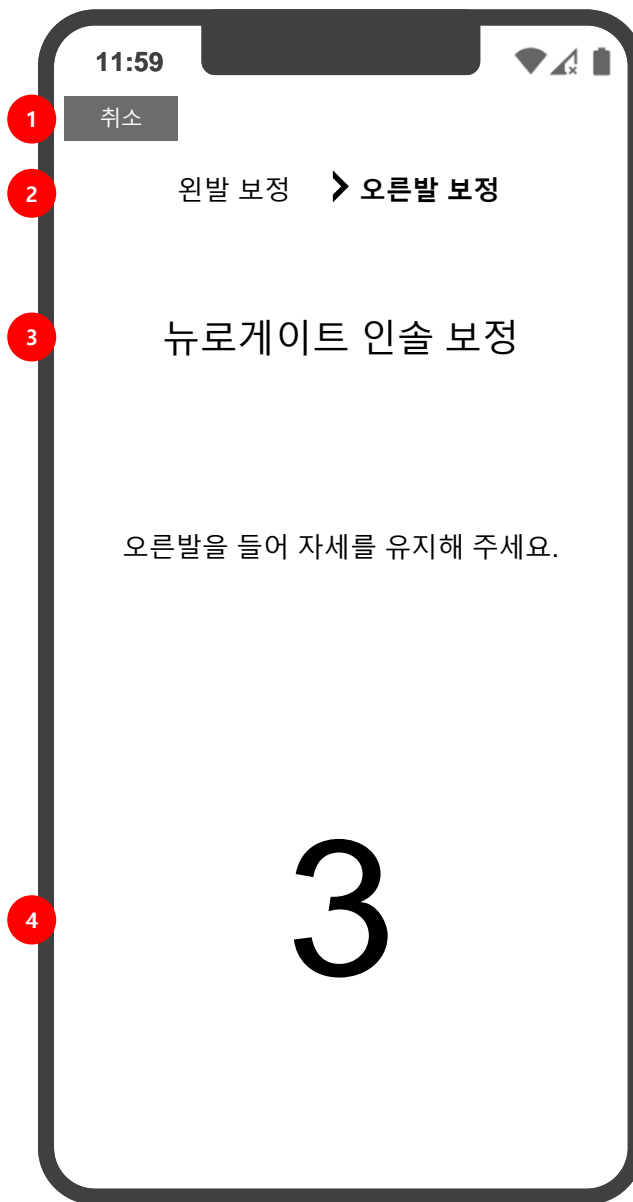 11:59
1
취소
2
왼발 보정 > 오른발 보정
3
뉴로게이트 인솔 보정
오른발을 들어 자세를 유지해 주세요.
4
3